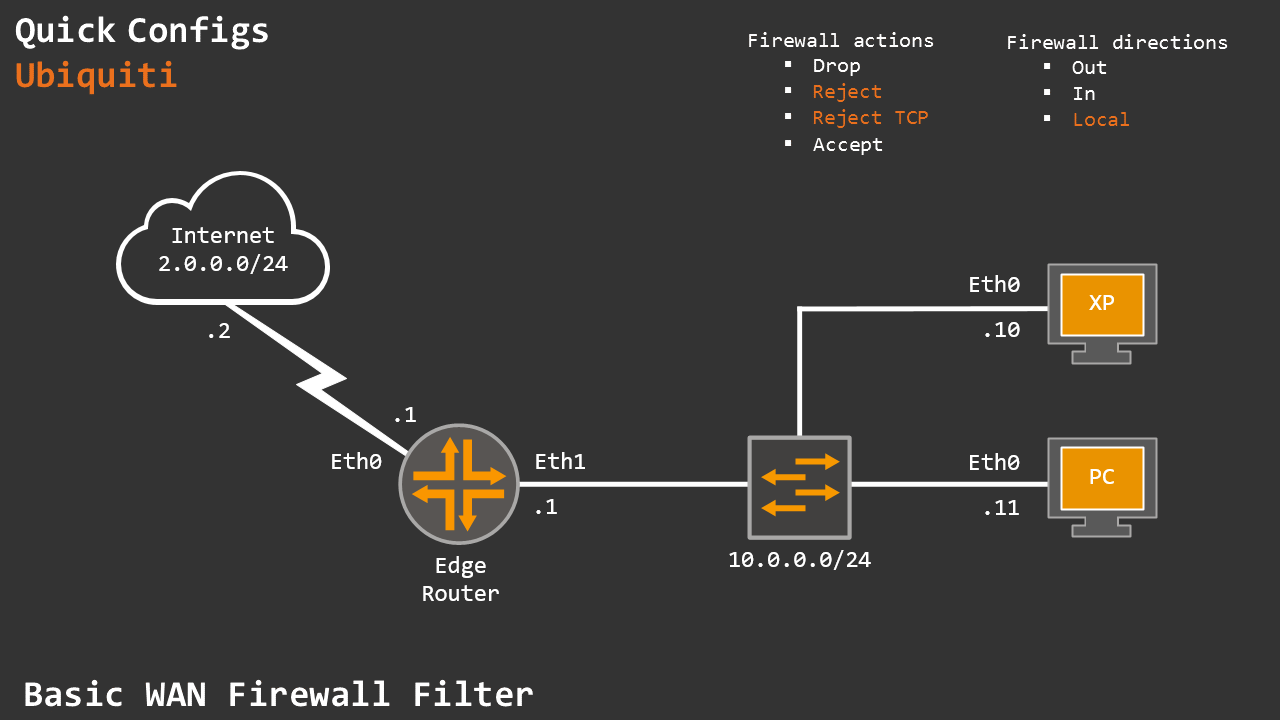 Quick Configs
Ubiquiti
Firewall actions
▪ Drop
▪ Reject
▪ Reject TCP
▪ Accept
Firewall directions
▪ Out
▪ In
▪ Local
Internet
2.0.0.0/24
.2
.1
Eth0
Eth1
.1
Edge
Router
10.0.0.0/24
Eth0
.10
XP
Eth0
.11
PC
Basic WAN Firewall Filter